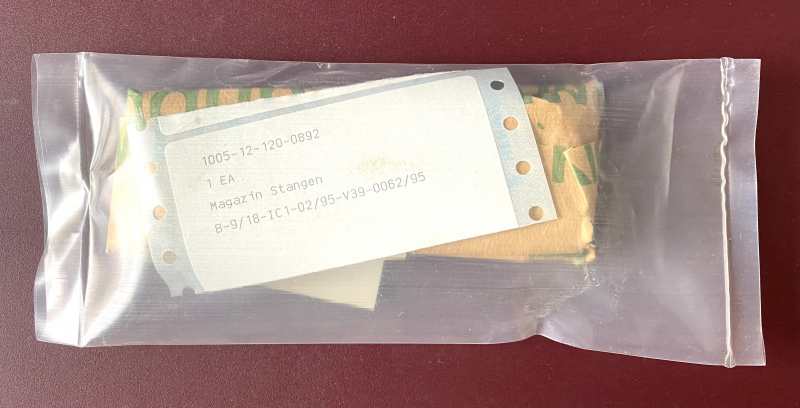 1005-12-120-0892
1 EA
Magazin Stangen
B-9/18-IC1-02/95-V39-0062/95